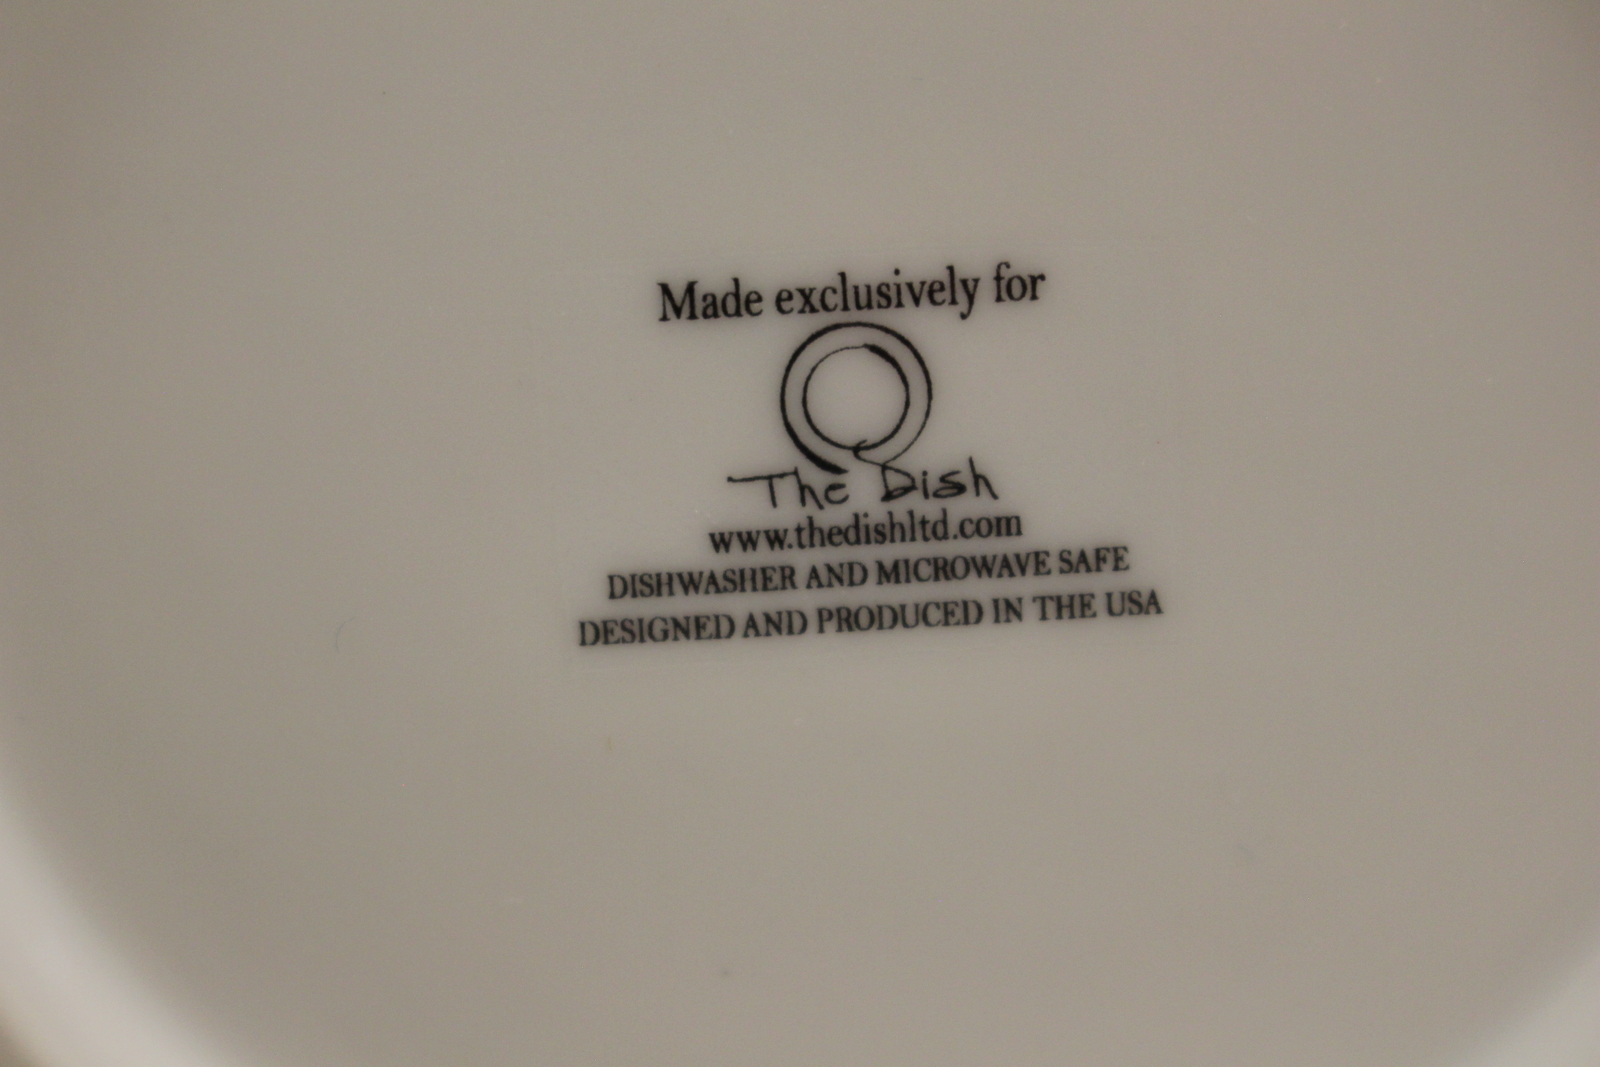 Made exclusively for
The Dish
www.thedishltd.com
DISHWASHER AND MICROWAVE SAFE
DESIGNED AND PRODUCED IN THE USA